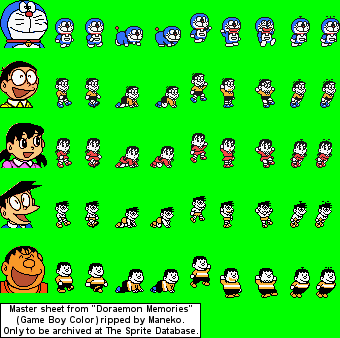 Master sheet from "Doraemon Memories"
(Game Boy Color) ripped by Maneko.
Only to be archived at The Sprite Database.